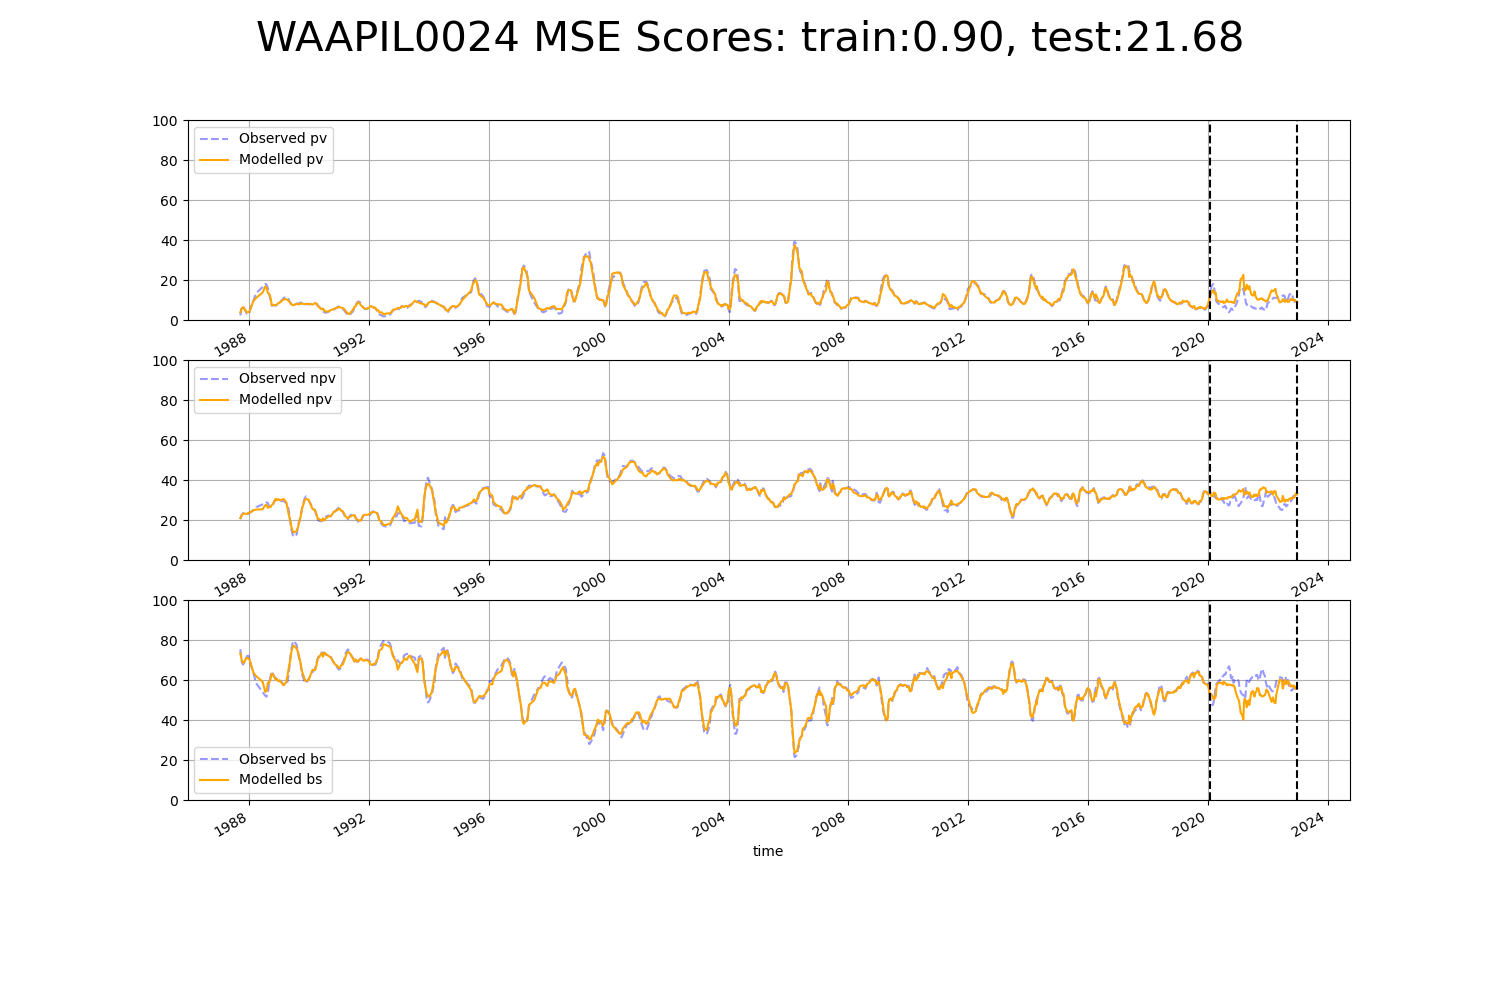 WAAPIL0024 MSE Scores: train:0.90, test:21.68
100
80
60
40
20
0
Observed pv
Modelled pv
1988 1992 1996 2000 2004 2008 2012 2016 2020 2024
100
80
60
40
20
0
Observed npv
Modelled npv
1988 1992 1996 2000 2004 2008 2012 2016 2020 2024
100
80
60
40
20
0
Observed bs
Modelled bs
1988 1992 1996 2000 2004 2008 2012 2016 2020 2024
time